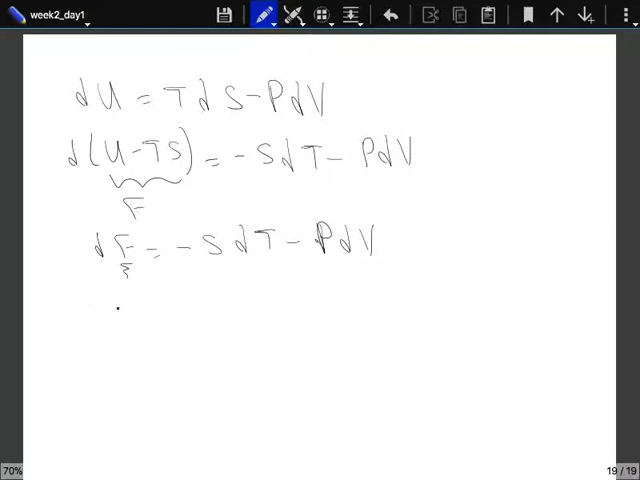 week2_day1
dU = TdS - PdV
d(U - TS) = -SdT - PdV
F
dF = -SdT - PdV
70%
19 / 19